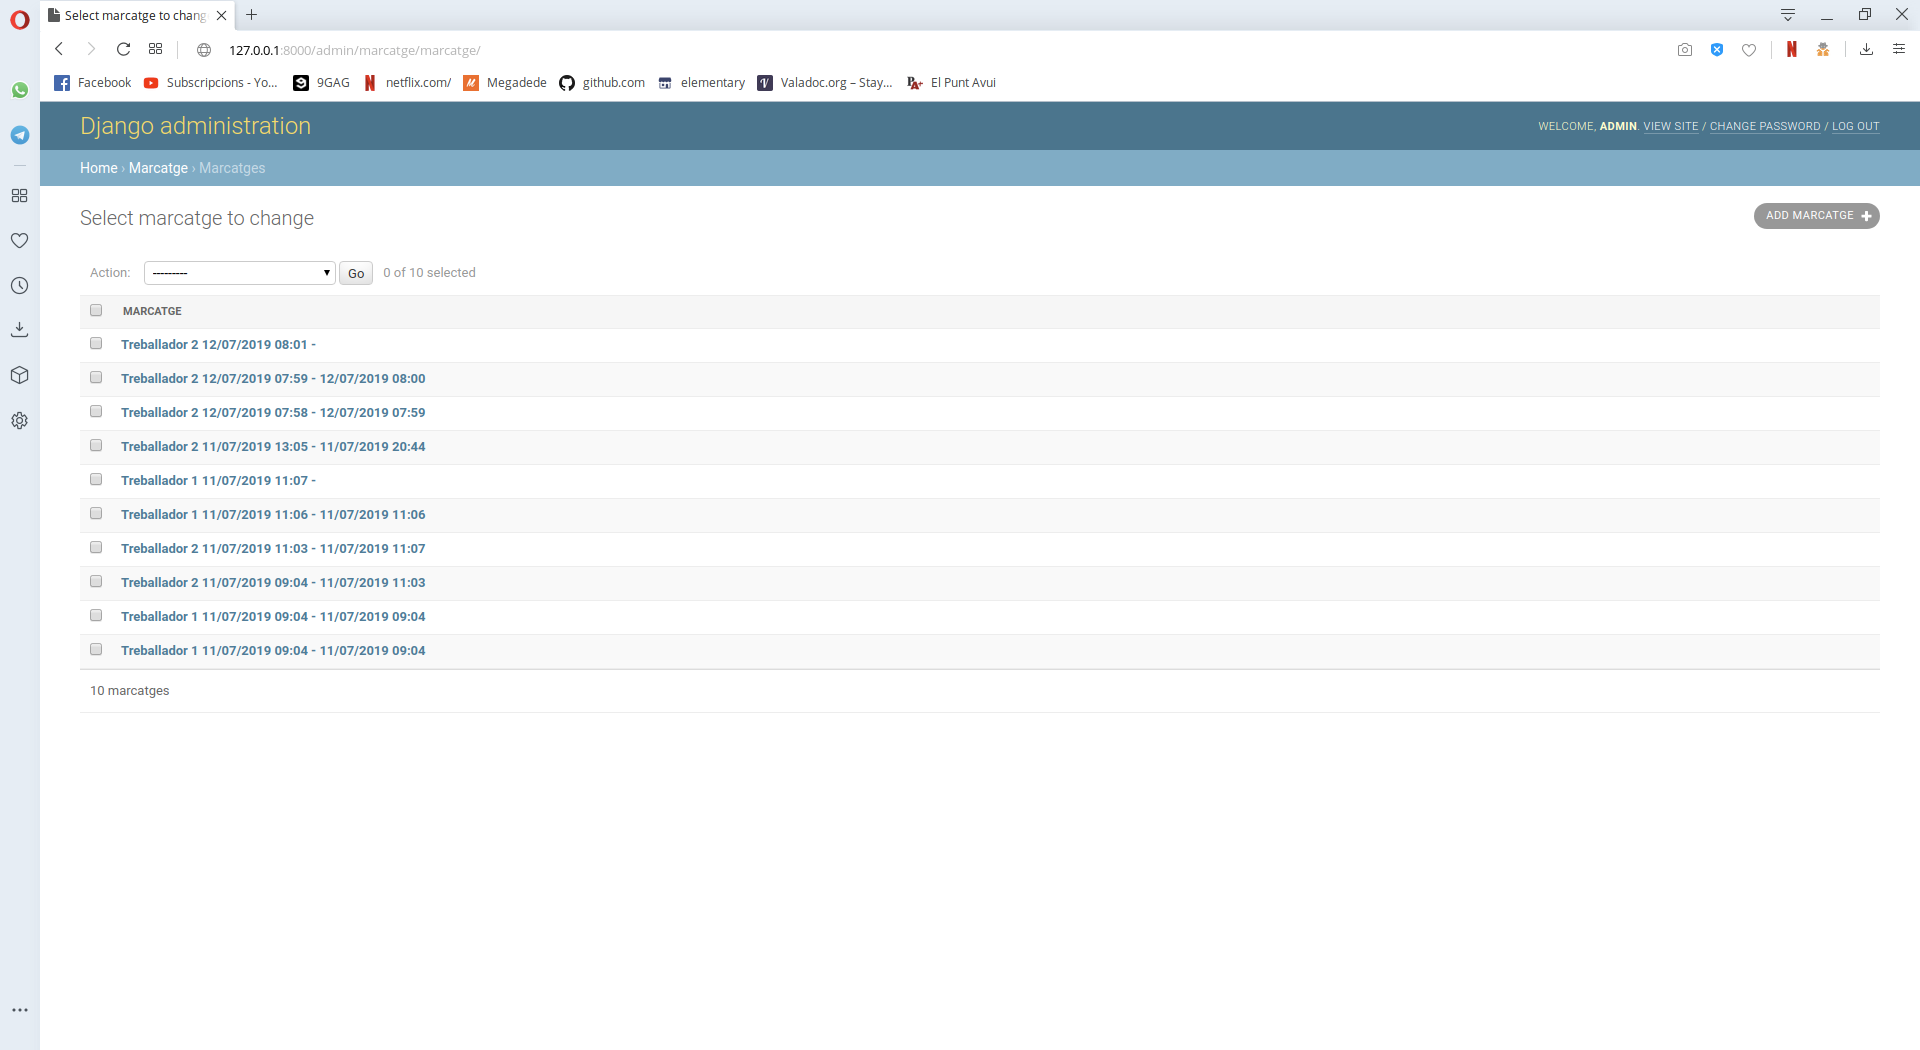 Select marcatge to chang
127.0.0.1:8000/admin/marcatge/marcatge/
Facebook Subscripcions - Yo... 9GAG netflix.com/ Megadede github.com elementary Valadoc.org – Stay... El Punt Avui
Django administration
WELCOME, ADMIN. VIEW SITE / CHANGE PASSWORD / LOG OUT
Home › Marcatge › Marcatges
Select marcatge to change
ADD MARCATGE
Action: --------- Go 0 of 10 selected
MARCATGE
Treballador 2 12/07/2019 08:01 -
Treballador 2 12/07/2019 07:59 - 12/07/2019 08:00
Treballador 2 12/07/2019 07:58 - 12/07/2019 07:59
Treballador 2 11/07/2019 13:05 - 11/07/2019 20:44
Treballador 1 11/07/2019 11:07 -
Treballador 1 11/07/2019 11:06 - 11/07/2019 11:06
Treballador 2 11/07/2019 11:03 - 11/07/2019 11:07
Treballador 2 11/07/2019 09:04 - 11/07/2019 11:03
Treballador 1 11/07/2019 09:04 - 11/07/2019 09:04
Treballador 1 11/07/2019 09:04 - 11/07/2019 09:04
10 marcatges